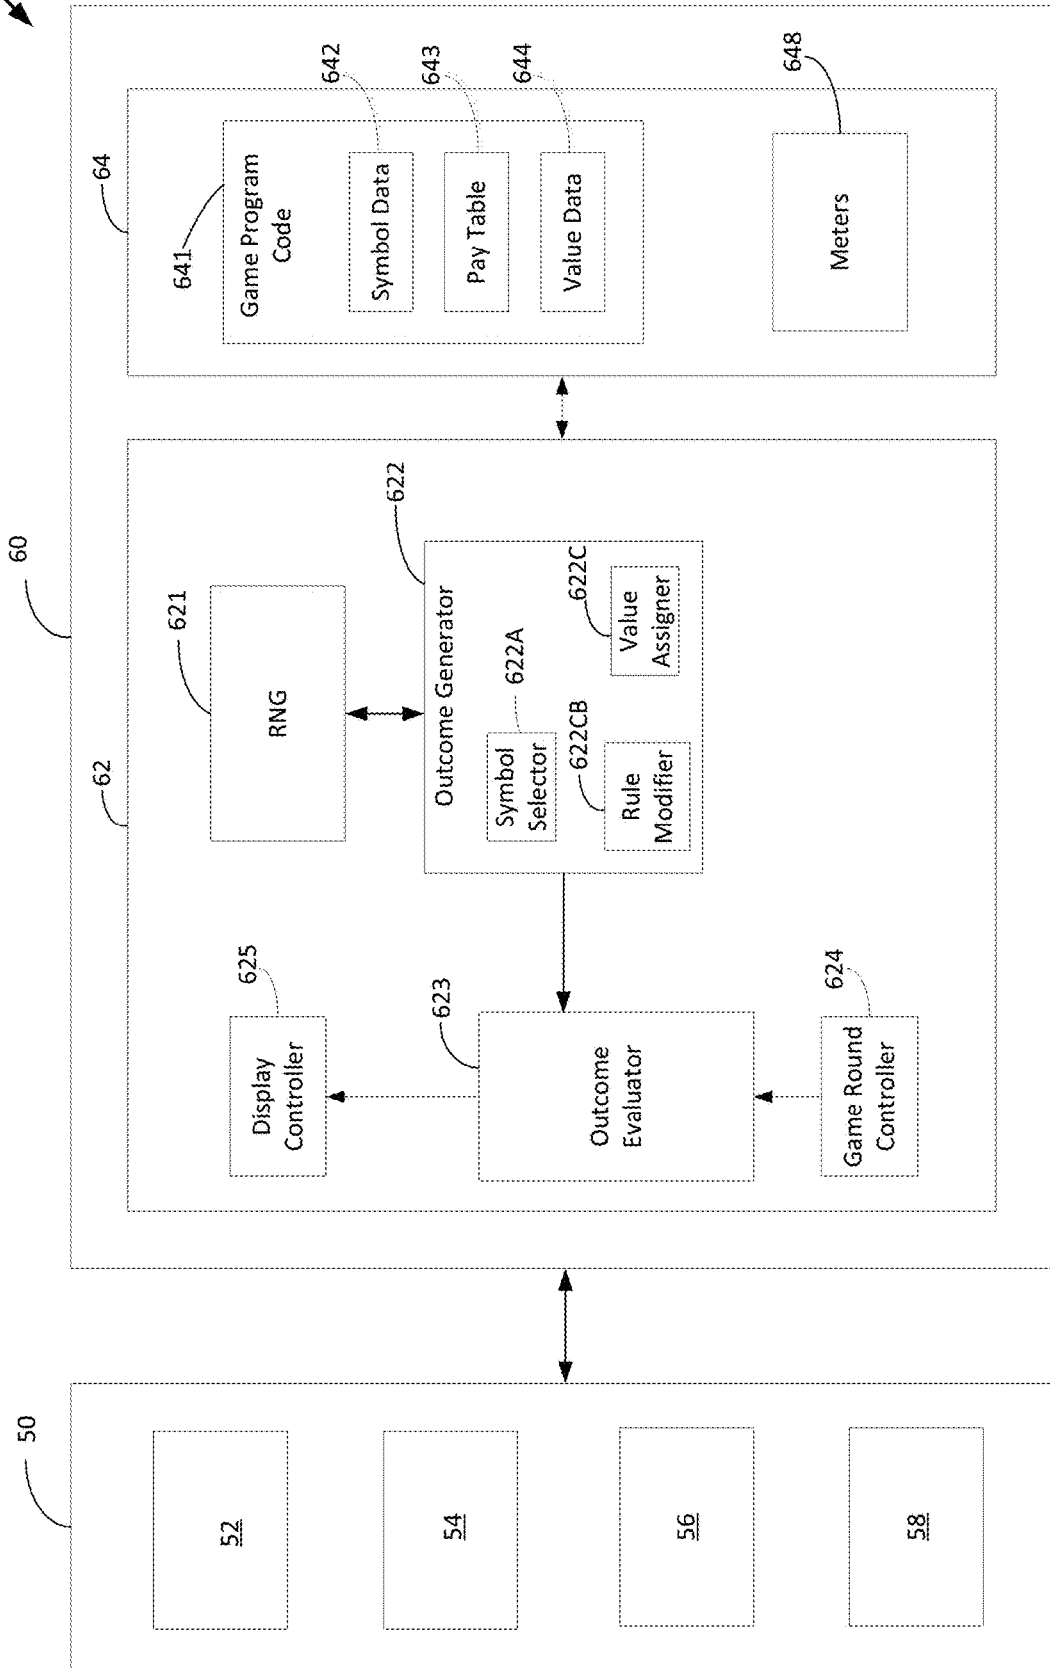 50
52
54
56
58
60
62
625
Display
Controller
623
Outcome
Evaluator
624
Game Round
Controller
621
RNG
622
Outcome Generator
622A
Symbol
Selector
622CB
Rule
Modifier
622C
Value
Assigner
64
641
Game Program
Code
642
Symbol Data
643
Pay Table
644
Value Data
648
Meters